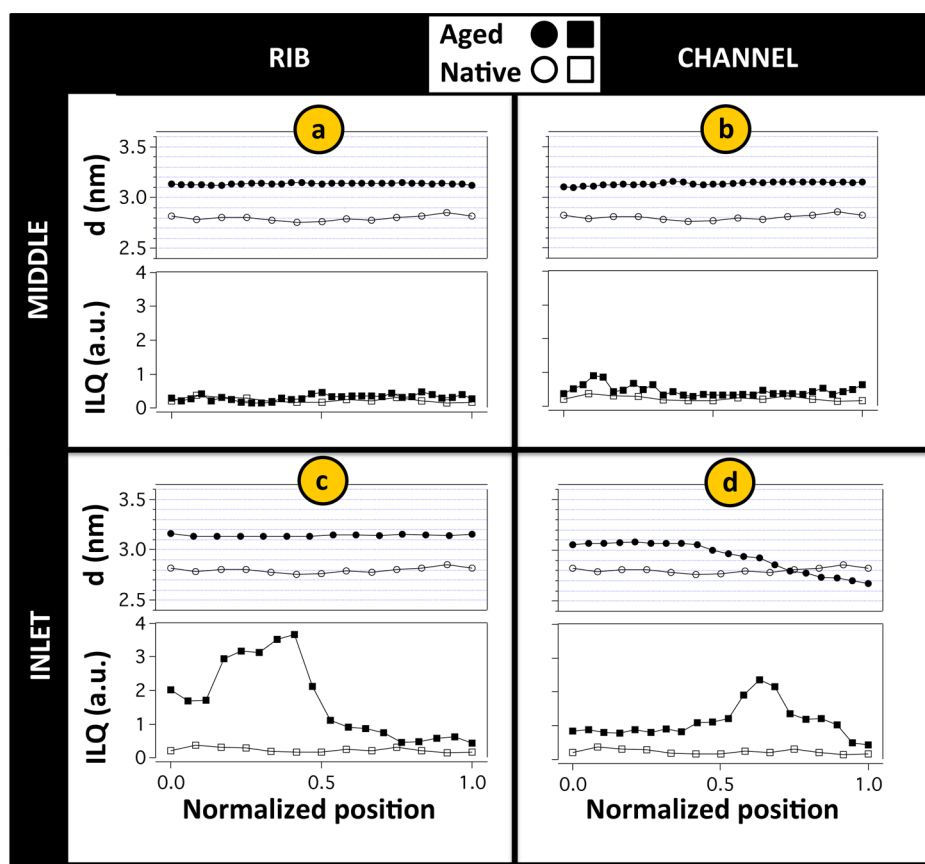 RIB
Aged
Native
CHANNEL
MIDDLE
a
d (nm)
3.5
3.0
2.5
b
ILQ (a.u.)
4
3
2
1
0
INLET
c
d (nm)
3.5
3.0
2.5
d
ILQ (a.u.)
4
3
2
1
0
0.0 0.5 1.0
Normalized position
0.0 0.5 1.0
Normalized position